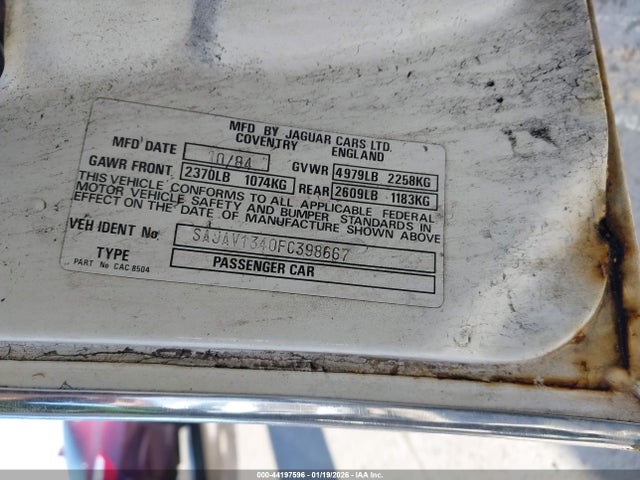 MFD BY JAGUAR CARS LTD.
COVENTRY ENGLAND
MFD DATE 10/84 GVWR 4979LB 2258KG
GAWR FRONT 2370LB 1074KG REAR 2609LB 1183KG
THIS VEHICLE CONFORMS TO ALL APPLICABLE FEDERAL
MOTOR VEHICLE SAFETY AND BUMPER STANDARDS IN
EFFECT ON THE DATE OF MANUFACTURE SHOWN ABOVE
VEH IDENT No SAJAV1340FC398667
TYPE PASSENGER CAR
PART No CAC 8504
000-44197596 - 01/19/2026 - IAA Inc.